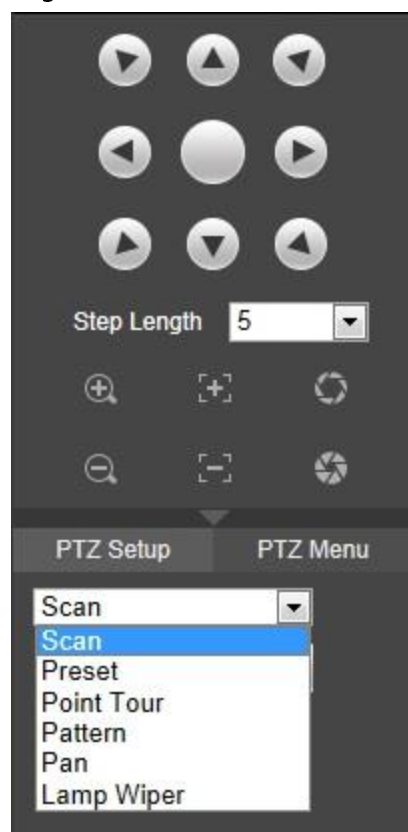 Step Length 5
PTZ Setup PTZ Menu
Scan
Scan
Preset
Point Tour
Pattern
Pan
Lamp Wiper